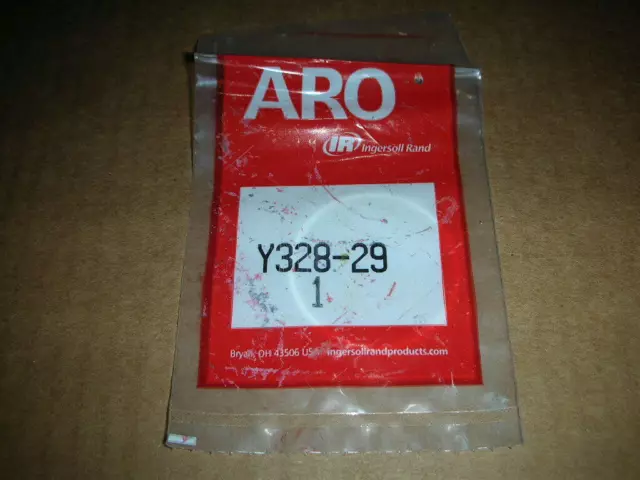 ARO
IR Ingersoll Rand
Y328-29
1
Bryan, OH 43506 USA ingersollrandproducts.com